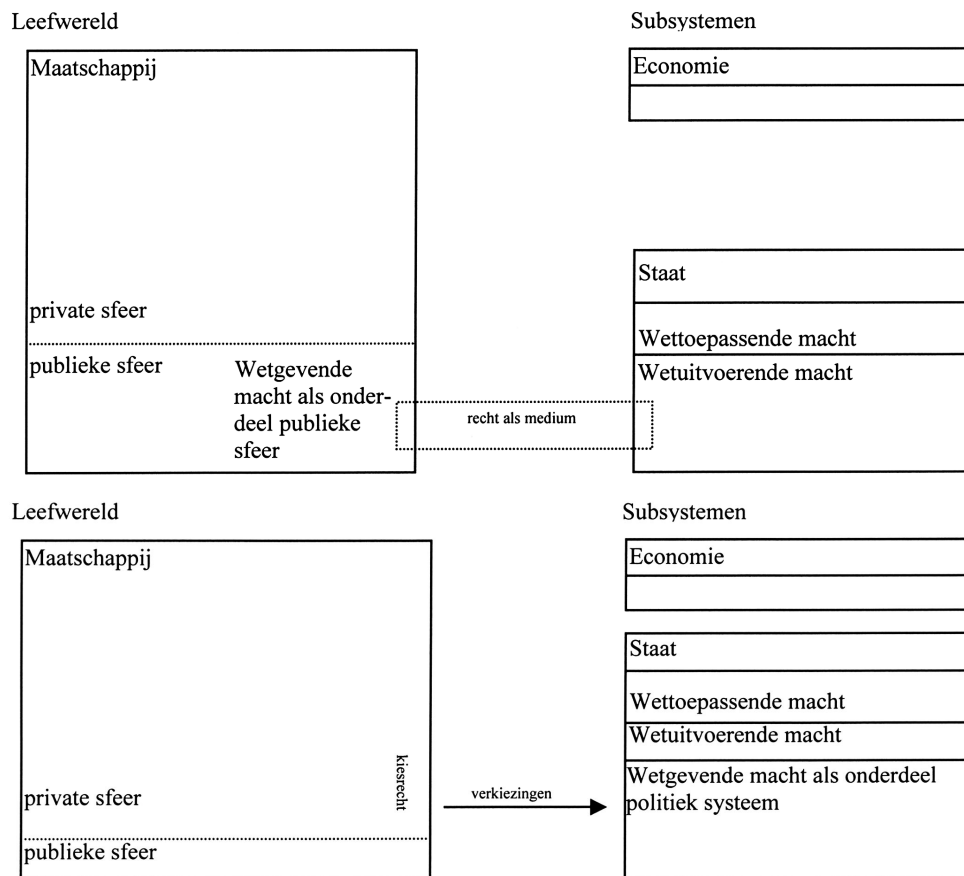 Leefwereld
Subsystemen
Maatschappij
Economie
Staat
private sfeer
Wettoepassende macht
publieke sfeer
Wetgevende
macht als onder-
deel publieke
sfeer
Wetuitvoerende macht
recht als medium
Leefwereld
Subsystemen
Maatschappij
Economie
Staat
Wettoepassende macht
Wetuitvoerende macht
kiesrecht
private sfeer
verkiezingen
Wetgevende macht als onderdeel
politiek systeem
publieke sfeer